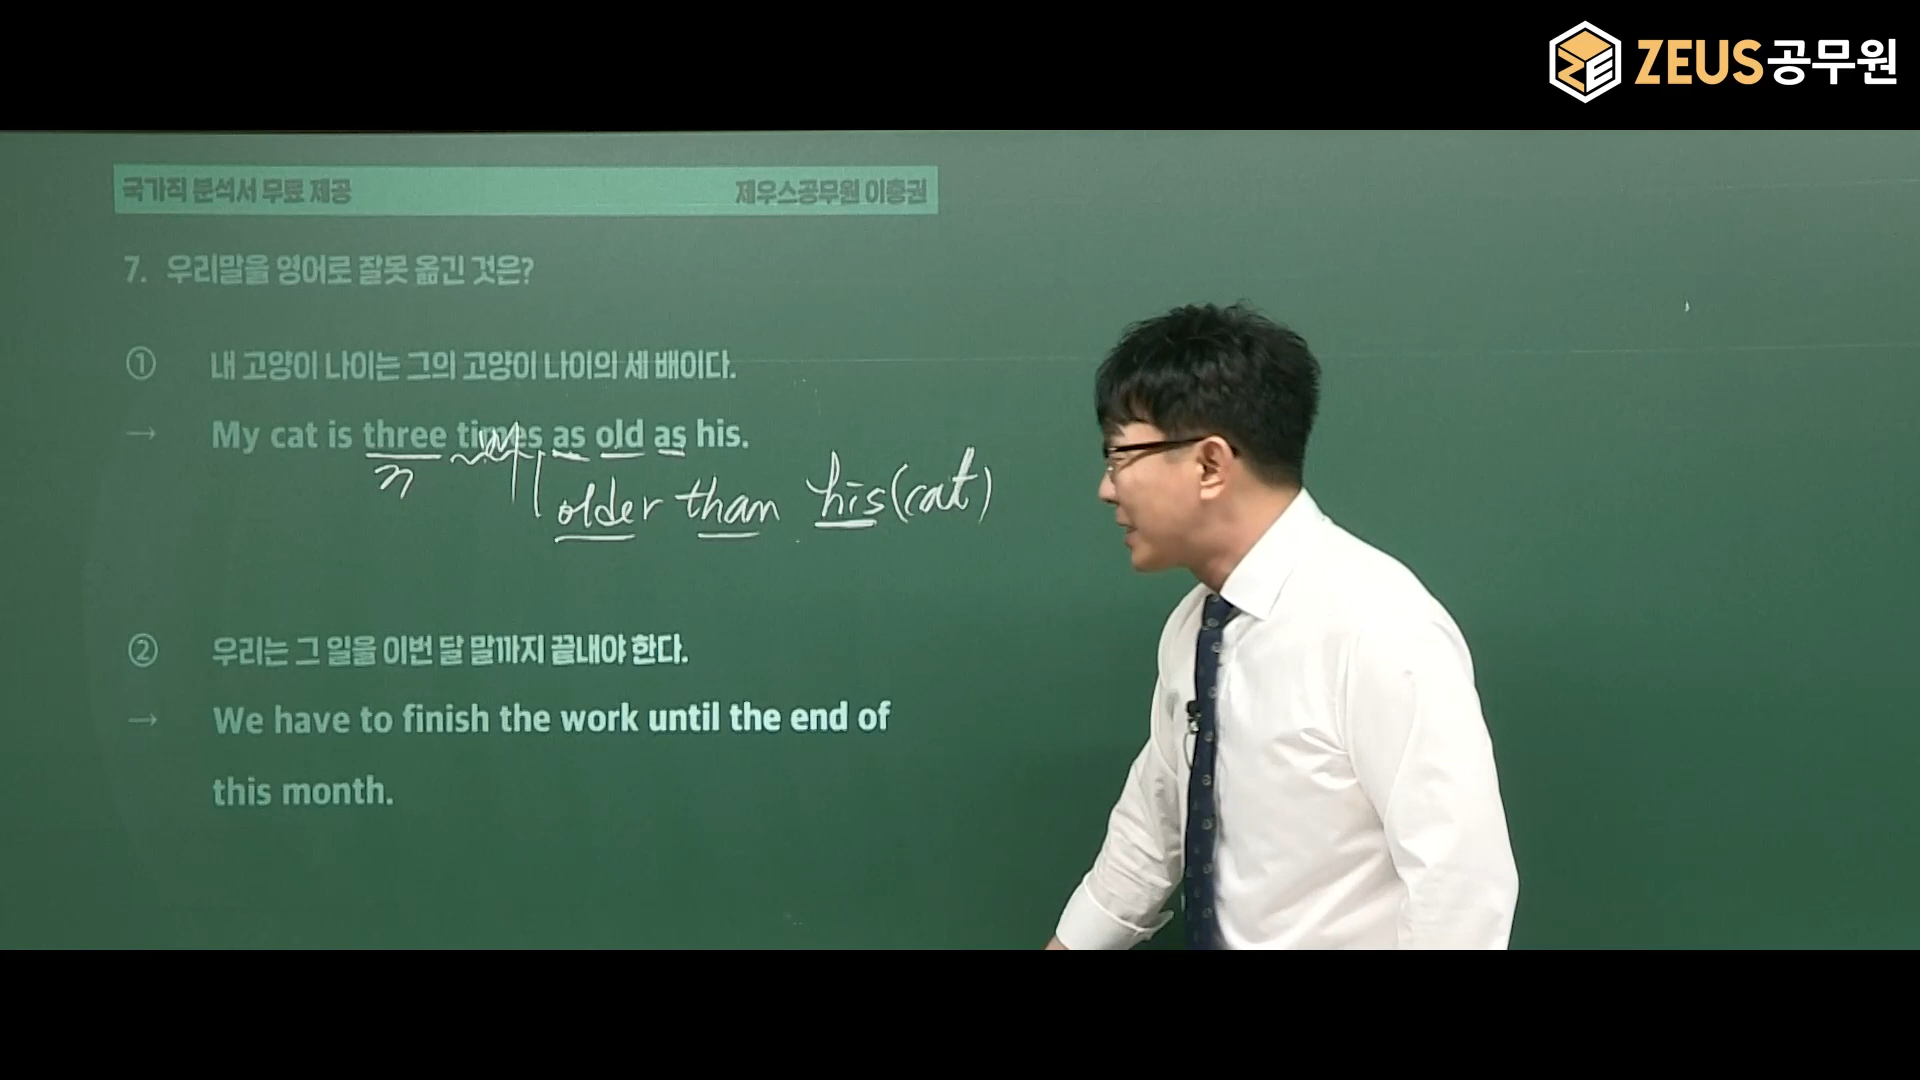 ZEUS공무원
국가직 분석서 무료 제공 제우스공무원 이흥권
7. 우리말을 영어로 잘못 옮긴 것은?
① 내 고양이 나이는 그의 고양이 나이의 세 배이다.
→ My cat is three times as old as his.
n 배 older than his(cat)
② 우리는 그 일을 이번 달 말까지 끝내야 한다.
→ We have to finish the work until the end of
this month.